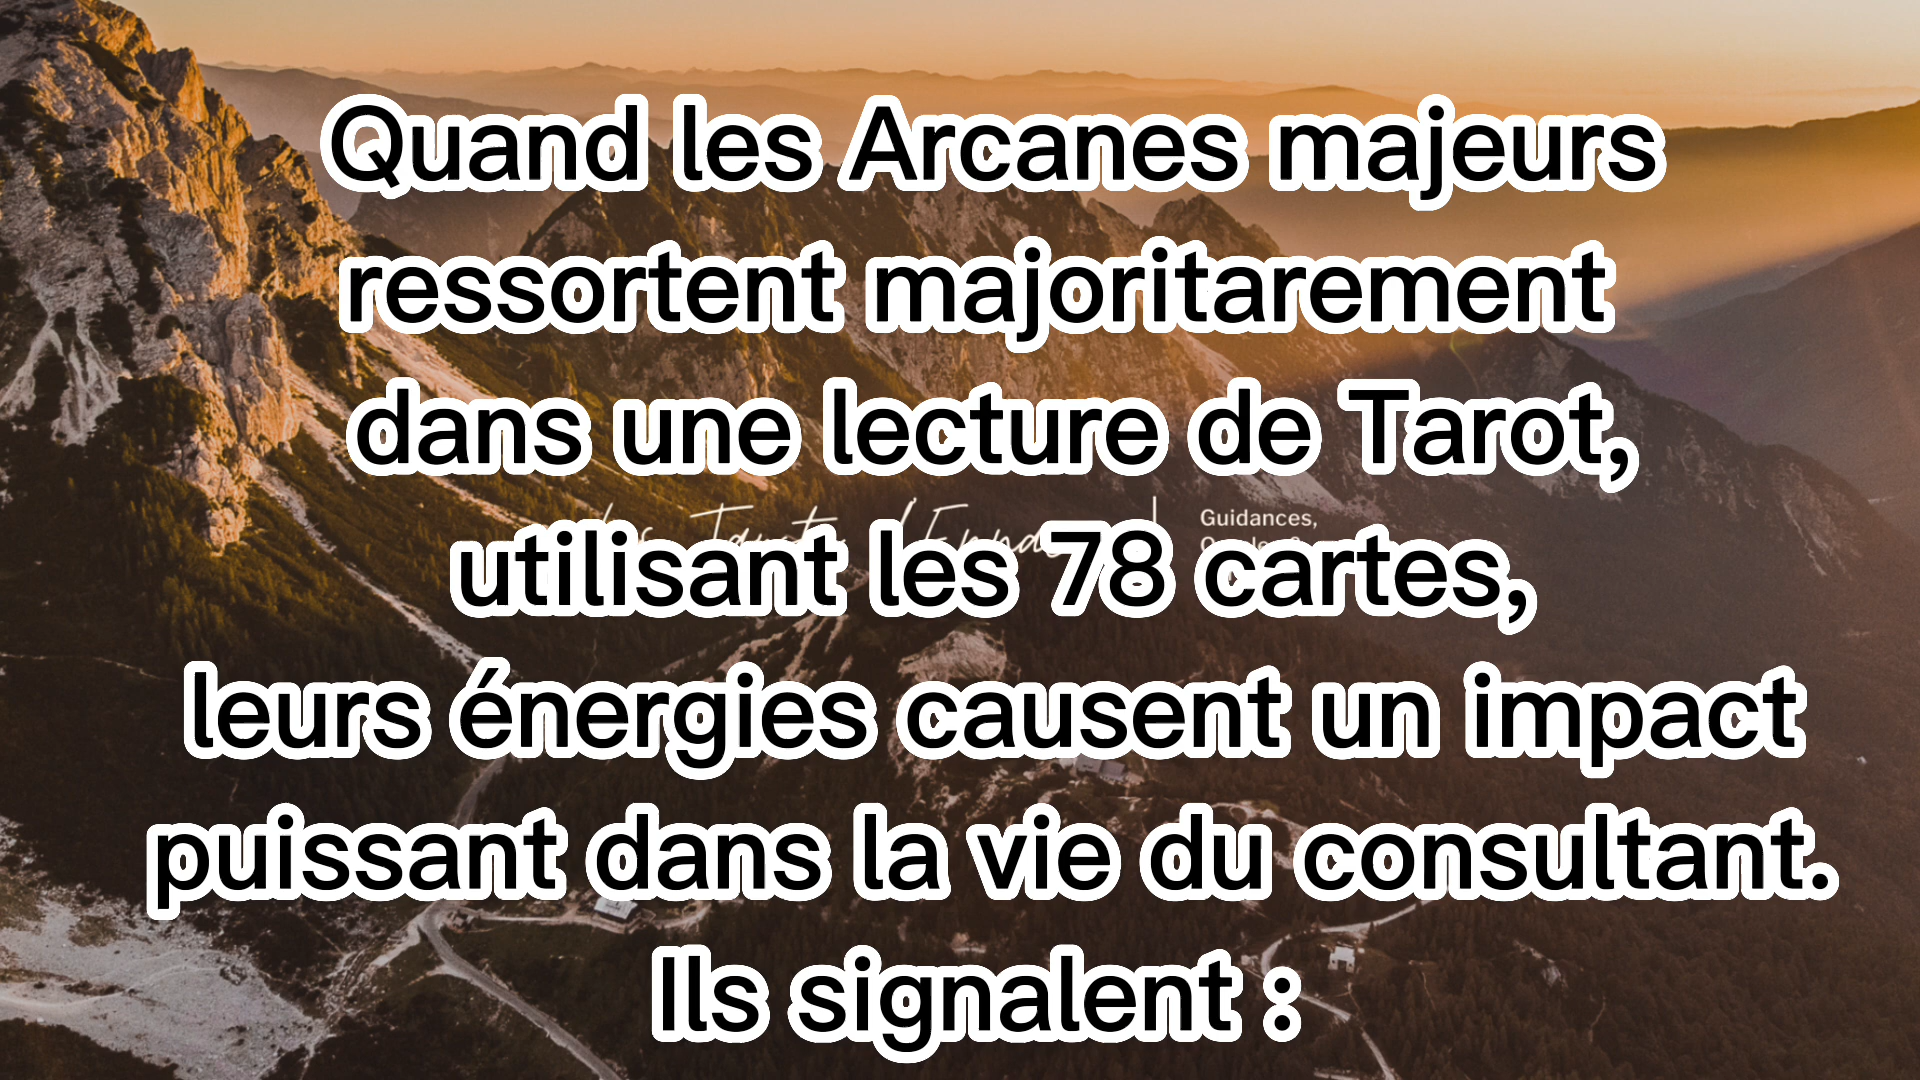 Quand les Arcanes majeurs
ressortent majoritarement
dans une lecture de Tarot,
Guidances,
utilisant les 78 cartes,
leurs énergies causent un impact
puissant dans la vie du consultant.
Ils signalent :